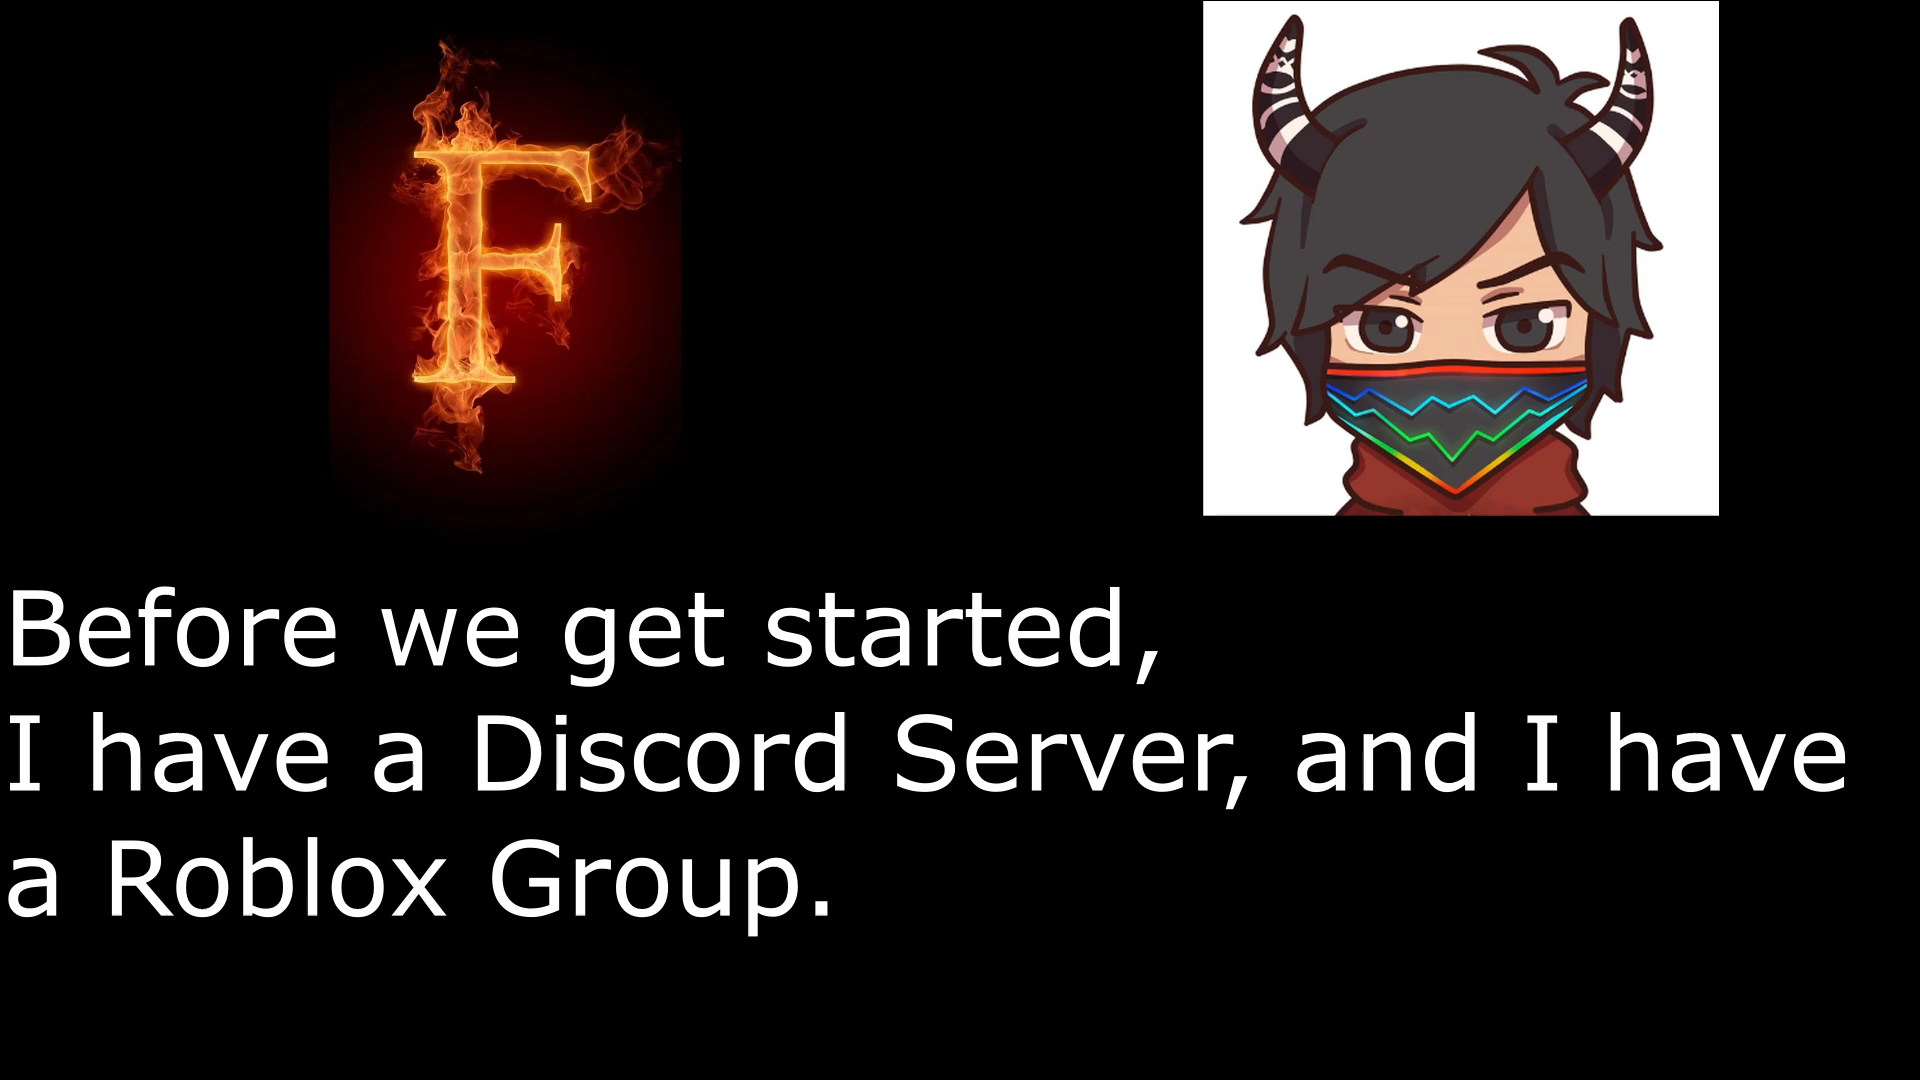 F
Before we get started,
I have a Discord Server, and I have
a Roblox Group.